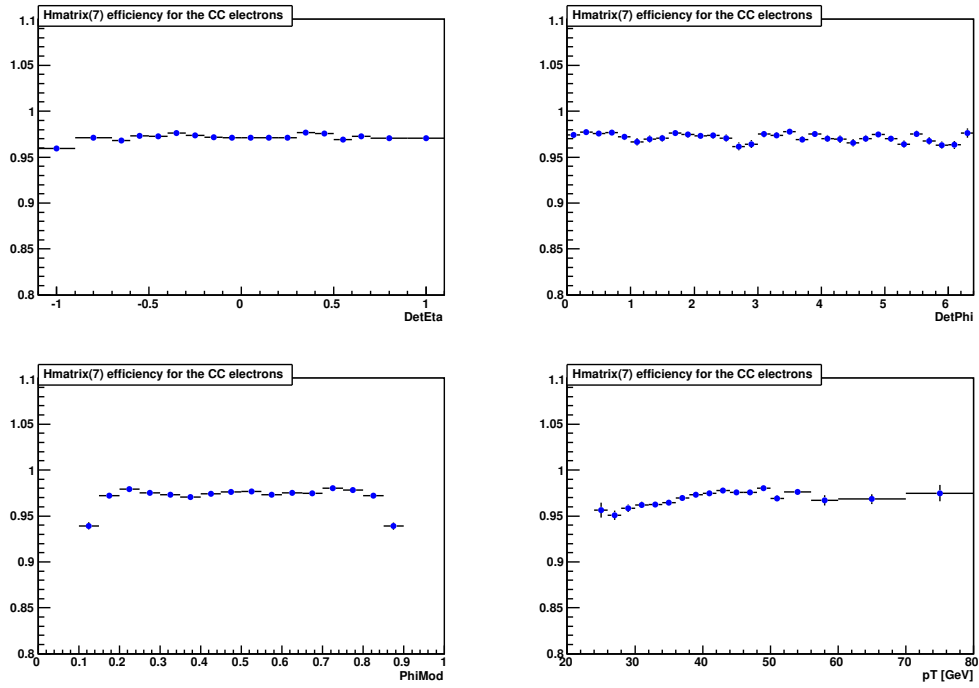 Hmatrix(7) efficiency for the CC electrons
1.1
1.05
1
0.95
0.9
0.85
0.8
-1 -0.5 0 0.5 1
DetEta
Hmatrix(7) efficiency for the CC electrons
1.1
1.05
1
0.95
0.9
0.85
0.8
0 1 2 3 4 5 6
DetPhi
Hmatrix(7) efficiency for the CC electrons
1.1
1.05
1
0.95
0.9
0.85
0.8
0 0.1 0.2 0.3 0.4 0.5 0.6 0.7 0.8 0.9 1
PhiMod
Hmatrix(7) efficiency for the CC electrons
1.1
1.05
1
0.95
0.9
0.85
0.8
20 30 40 50 60 70 80
pT [GeV]